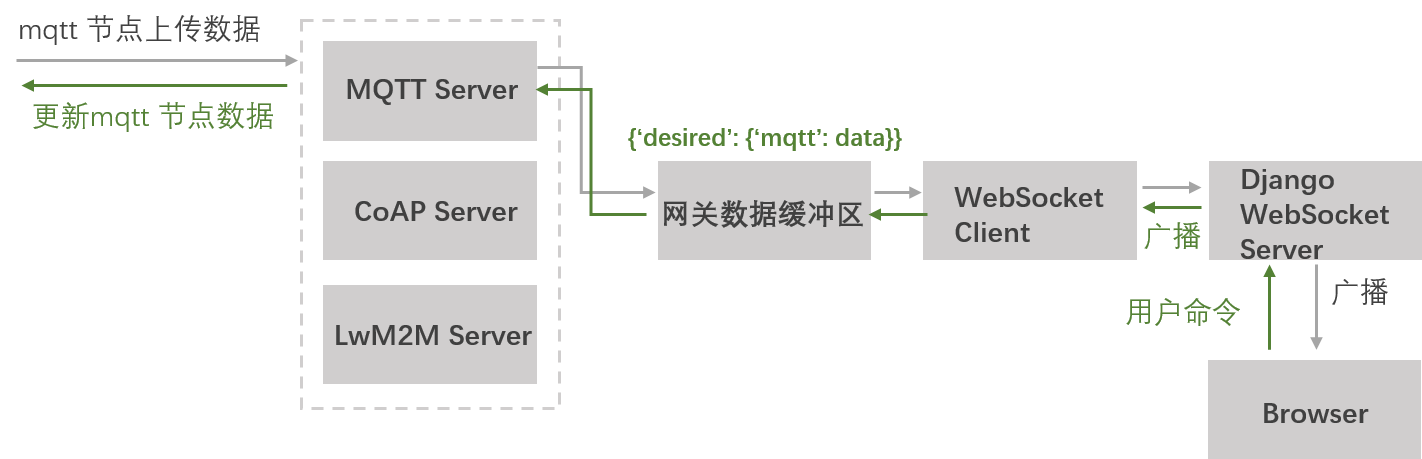 mqtt 节点上传数据
更新mqtt 节点数据
MQTT Server
CoAP Server
LwM2M Server
{‘desired’: {‘mqtt’: data}}
网关数据缓冲区
WebSocket
Client
广播
Django
WebSocket
Server
用户命令
广播
Browser